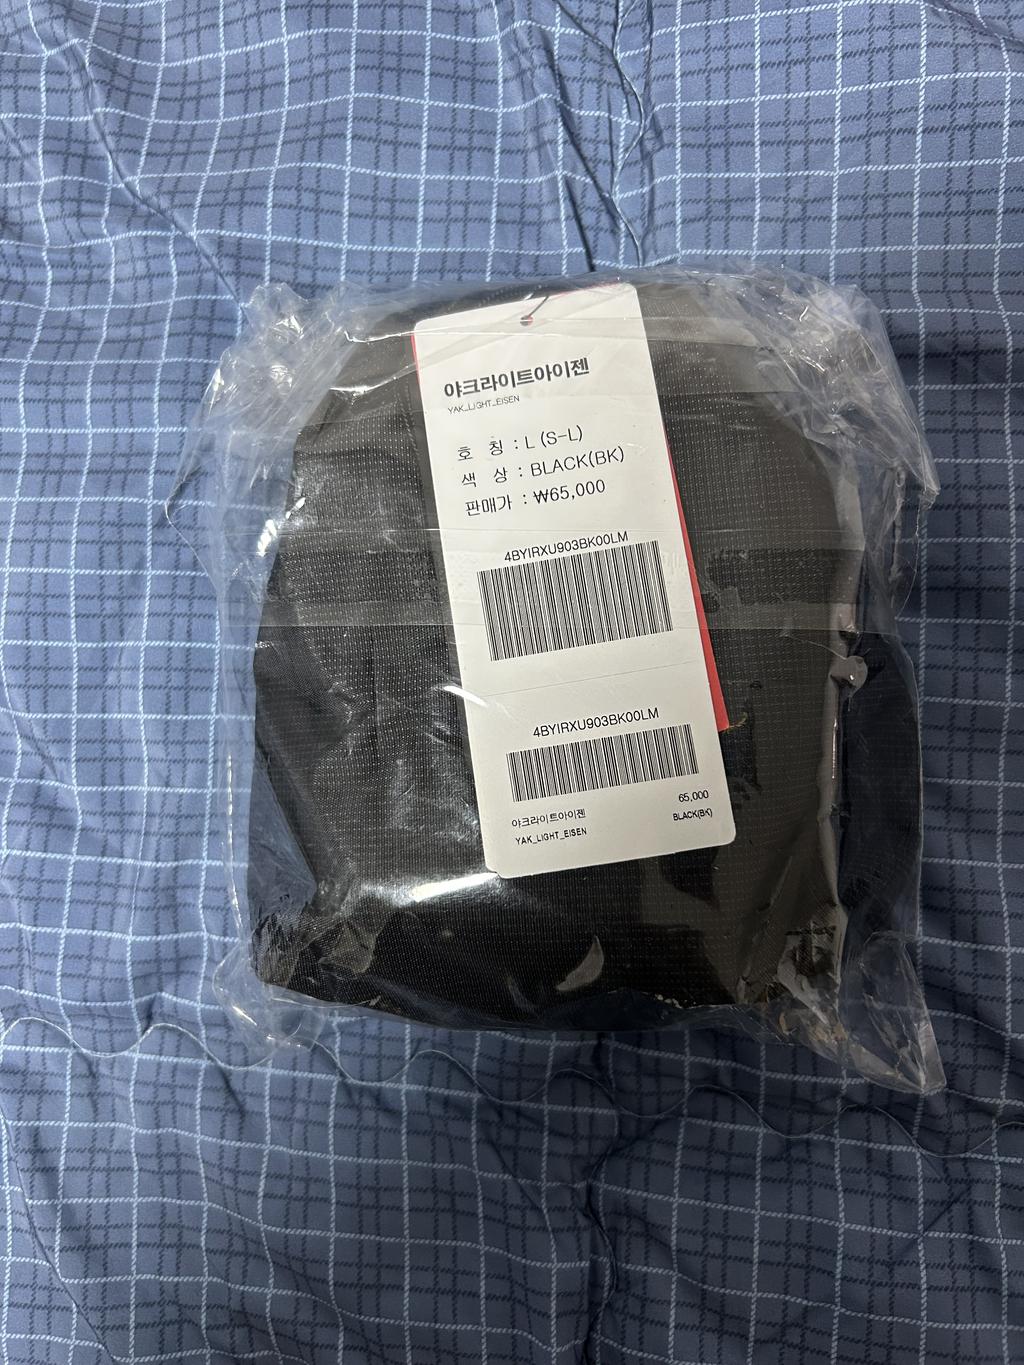 야크라이트아이젠
YAK_LIGHT_EISEN
호 칭 : L (S-L)
색 상 : BLACK(BK)
판매가 : ₩65,000
4BYIRXU903BK00LM
4BYIRXU903BK00LM
65,000
야크라이트아이젠 BLACK(BK)
YAK_LIGHT_EISEN